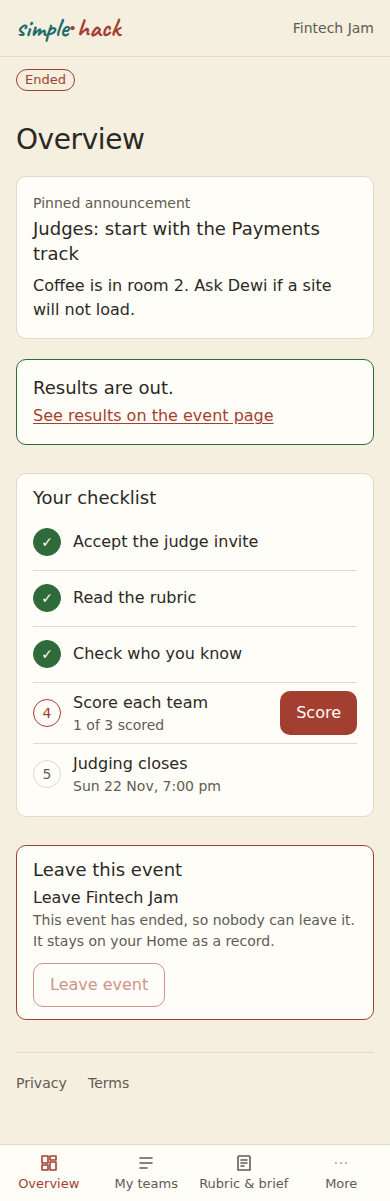 simple hack
Fintech Jam
Ended
Overview
Pinned announcement
Judges: start with the Payments
track
Coffee is in room 2. Ask Dewi if a site
will not load.
Results are out.
See results on the event page
Your checklist
✓ Accept the judge invite
✓ Read the rubric
✓ Check who you know
4 Score each team
1 of 3 scored
Score
5 Judging closes
Sun 22 Nov, 7:00 pm
Leave this event
Leave Fintech Jam
This event has ended, so nobody can leave it.
It stays on your Home as a record.
Leave event
Privacy Terms
Overview My teams Rubric & brief More